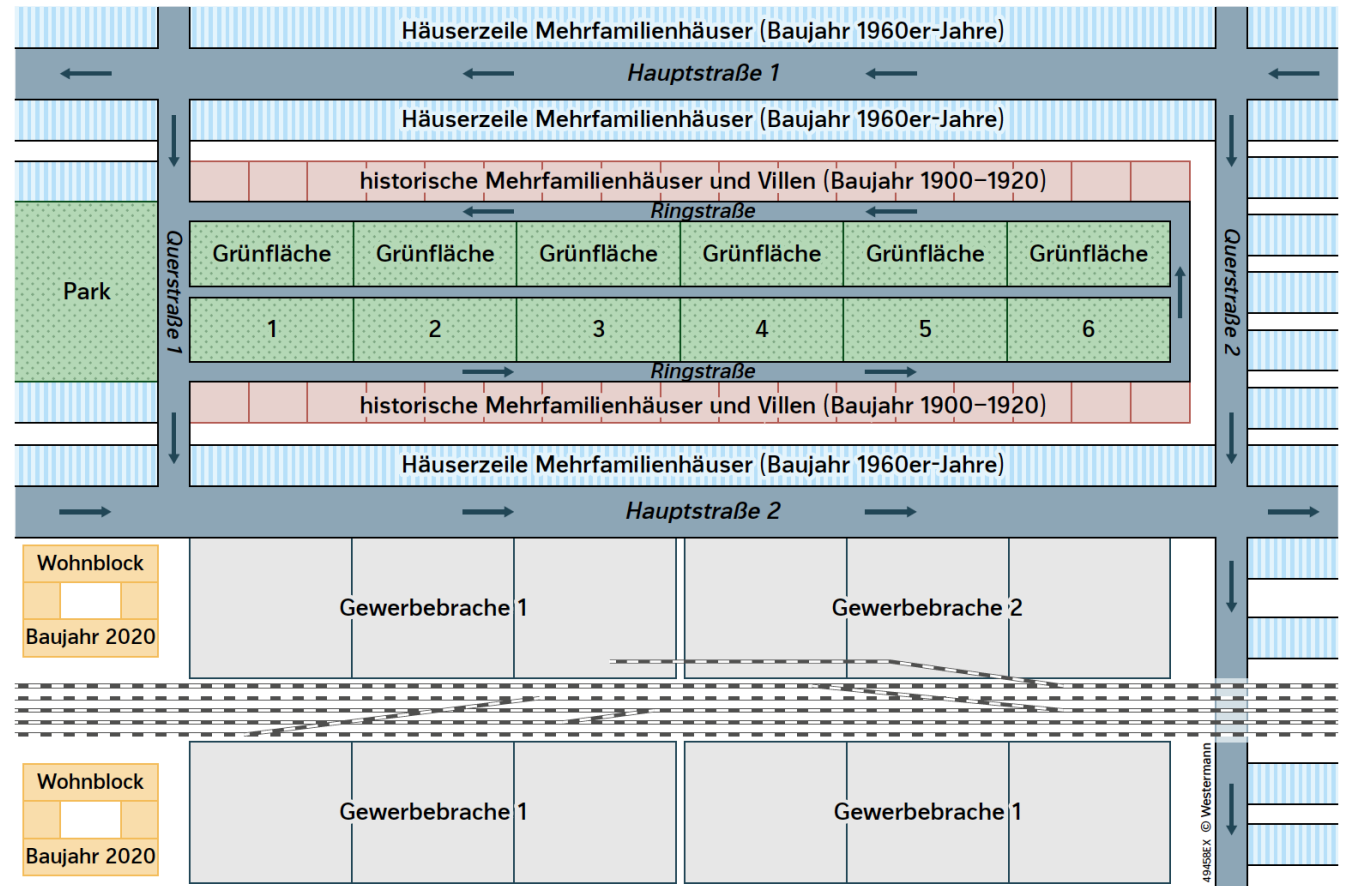 Häuserzeile Mehrfamilienhäuser (Baujahr 1960er-Jahre)
Hauptstraße 1
Häuserzeile Mehrfamilienhäuser (Baujahr 1960er-Jahre)
historische Mehrfamilienhäuser und Villen (Baujahr 1900–1920)
Ringstraße
Querstraße 1
Querstraße 2
Park
Grünfläche
Grünfläche
Grünfläche
Grünfläche
Grünfläche
Grünfläche
1
2
3
4
5
6
Ringstraße
historische Mehrfamilienhäuser und Villen (Baujahr 1900–1920)
Häuserzeile Mehrfamilienhäuser (Baujahr 1960er-Jahre)
Hauptstraße 2
Wohnblock
Baujahr 2020
Gewerbebrache 1
Gewerbebrache 2
Wohnblock
Baujahr 2020
Gewerbebrache 1
Gewerbebrache 1
49458EX © Westermann